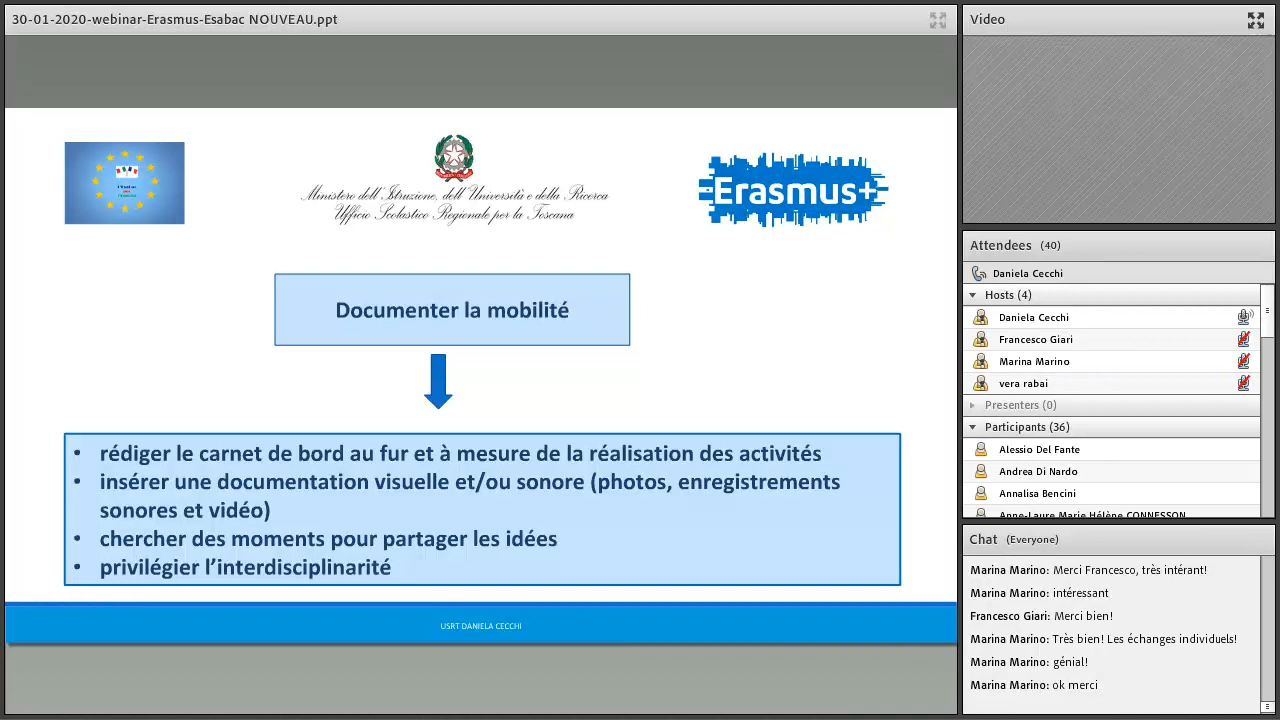 30-01-2020-webinar-Erasmus-Esabac NOUVEAU.ppt
Ministero dell'Istruzione, dell'Università e della Ricerca
Ufficio Scolastico Regionale per la Toscana
Erasmus+
Documenter la mobilité
• rédiger le carnet de bord au fur et à mesure de la réalisation des activités
• insérer une documentation visuelle et/ou sonore (photos, enregistrements
sonores et vidéo)
• chercher des moments pour partager les idées
• privilégier l’interdisciplinarité
USRT DANIELA CECCHI
Video
Attendees (40)
Daniela Cecchi
Hosts (4)
Daniela Cecchi
Francesco Giari
Marina Marino
vera rabai
Presenters (0)
Participants (36)
Alessio Del Fante
Andrea Di Nardo
Annalisa Bencini
Anne-Laure Marie Hélène CONNESSON
Chat (Everyone)
Marina Marino: Merci Francesco, très intérant!
Marina Marino: intéressant
Francesco Giari: Merci bien!
Marina Marino: Très bien! Les échanges individuels!
Marina Marino: génial!
Marina Marino: ok merci